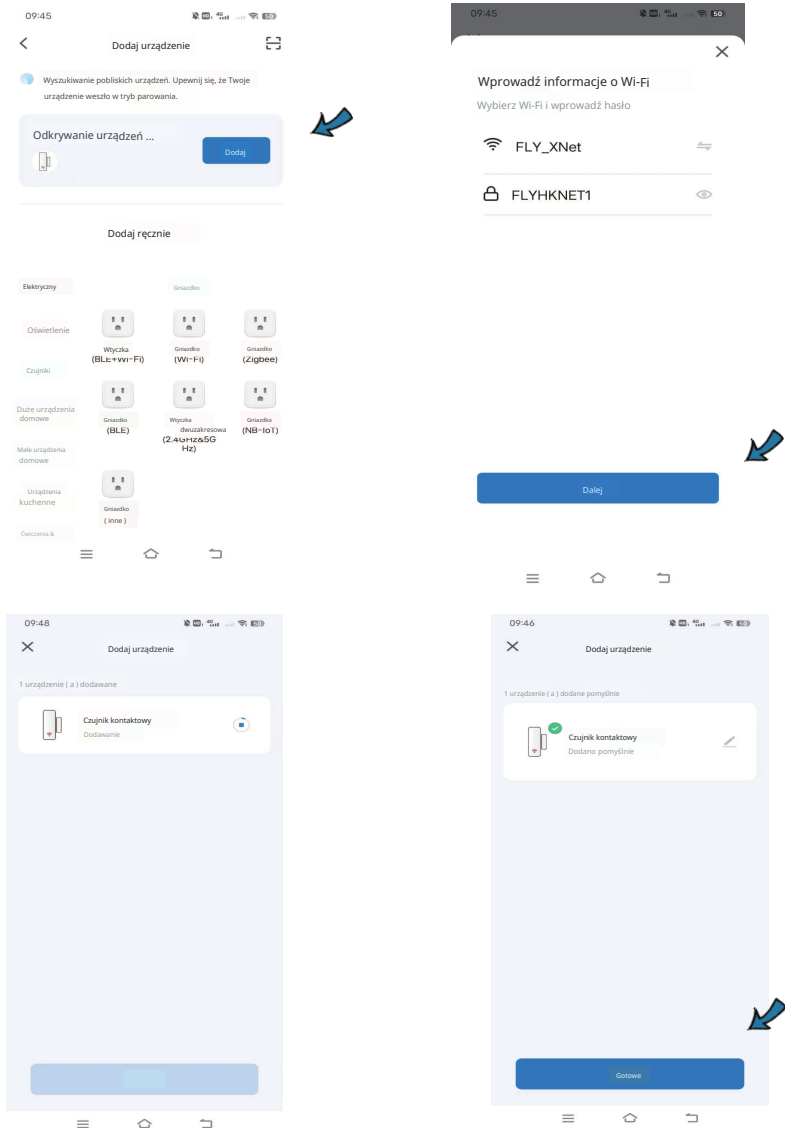 09:45
Dodaj urządzenie
Wyszukiwanie pobliskich urządzeń. Upewnij się, że Twoje
urządzenie weszło w tryb parowania.
Odkrywanie urządzeń ...
Dodaj
Dodaj ręcznie
Elektryczny
Gniazdko
Oświetlenie
Czujniki
Duże urządzenia
domowe
Małe urządzenia
domowe
Urządzenia
kuchenne
Ćwiczenia &
Wtyczka
(BLE+Wi-Fi)
Gniazdko
(Wi-Fi)
Gniazdko
(Zigbee)
Gniazdko
(BLE)
Wtyczka
dwuzakresowa
(2.4GHz&5G
Hz)
Gniazdko
(NB-IoT)
Gniazdko
( inne )
09:45
50
Wprowadź informacje o Wi-Fi
Wybierz Wi-Fi i wprowadź hasło
FLY_XNet
FLYHKNET1
Dalej
09:48
Dodaj urządzenie
1 urządzenie ( a ) dodawane
Czujnik kontaktowy
Dodawanie
09:46
Dodaj urządzenie
1 urządzenie ( a ) dodane pomyślnie
Czujnik kontaktowy
Dodano pomyślnie
Gotowe